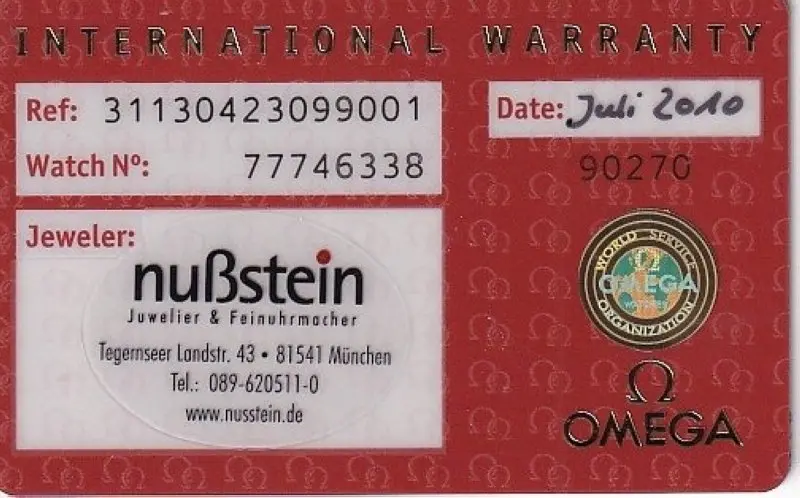 INTERNATIONAL WARRANTY
Ref: 31130423099001
Date: Juli 2010
Watch Nº: 77746338
90270
Jeweler:
nußstein
Juwelier & Feinuhrmacher
Tegernseer Landstr. 43 • 81541 München
Tel.: 089-620511-0
www.nusstein.de
WORLD SERVICE
Ω
OMEGA
WATCHES
ORGANIZATION
Ω
OMEGA